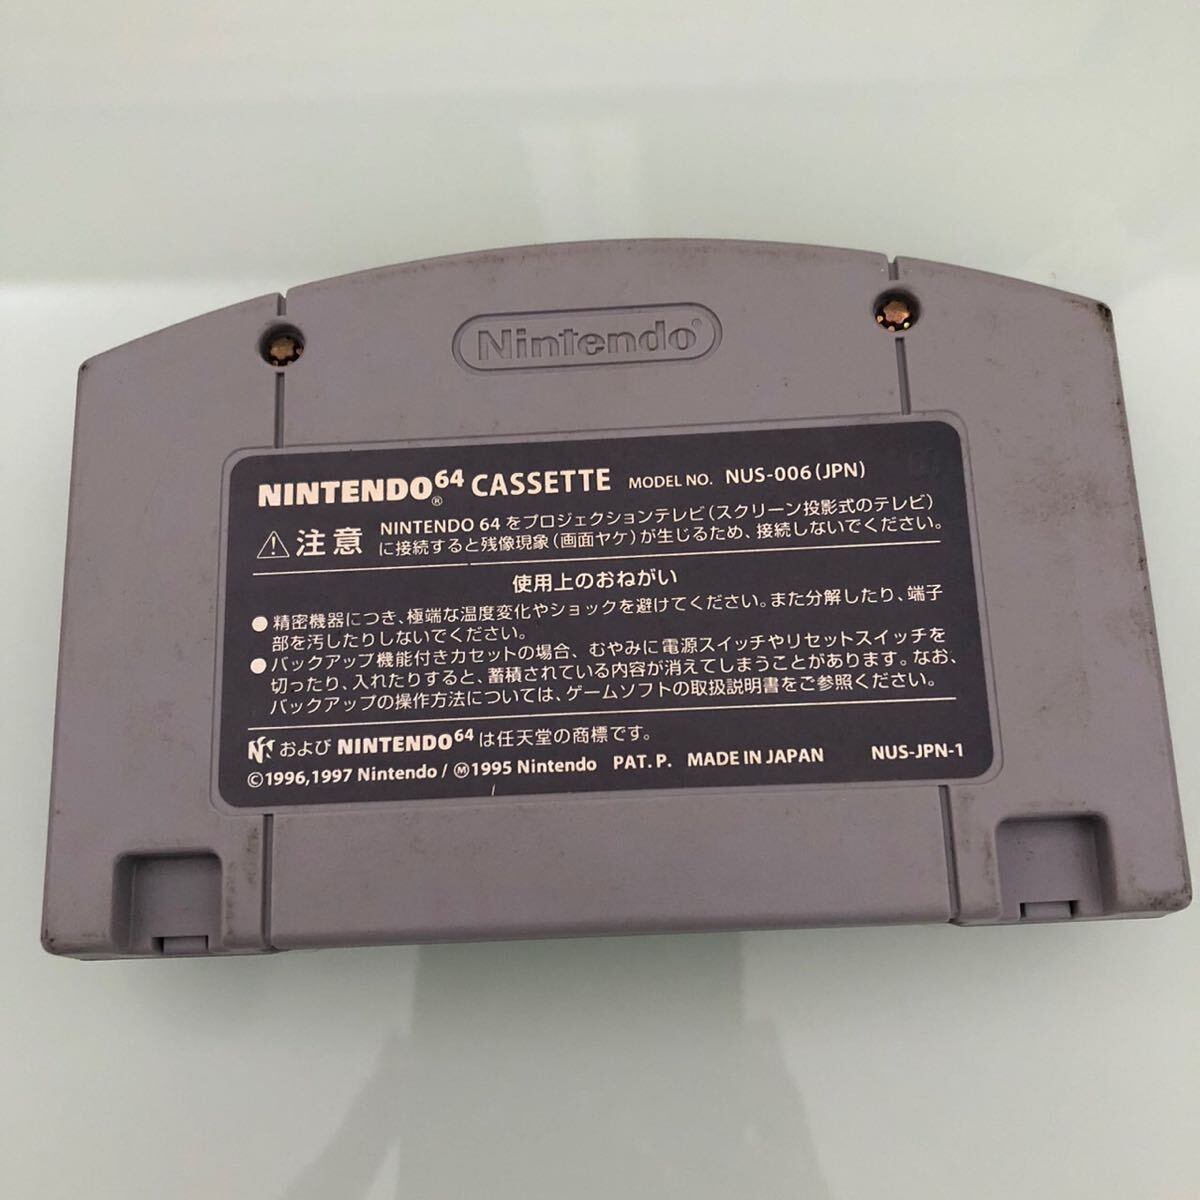 Nintendo®
NINTENDO64® CASSETTE MODEL NO. NUS-006(JPN)
⚠注意 NINTENDO 64 をプロジェクションテレビ(スクリーン投影式のテレビ)
に接続すると残像現象(画面ヤケ)が生じるため、接続しないでください。
使用上のおねがい
●精密機器につき、極端な温度変化やショックを避けてください。また分解したり、端子
部を汚したりしないでください。
●バックアップ機能付きカセットの場合、むやみに電源スイッチやリセットスイッチを
切ったり、入れたりすると、蓄積されている内容が消えてしまうことがあります。なお、
バックアップの操作方法については、ゲームソフトの取扱説明書をご参照ください。
および NINTENDO64 は任天堂の商標です。
©1996,1997 Nintendo / Ⓜ1995 Nintendo PAT. P. MADE IN JAPAN NUS-JPN-1